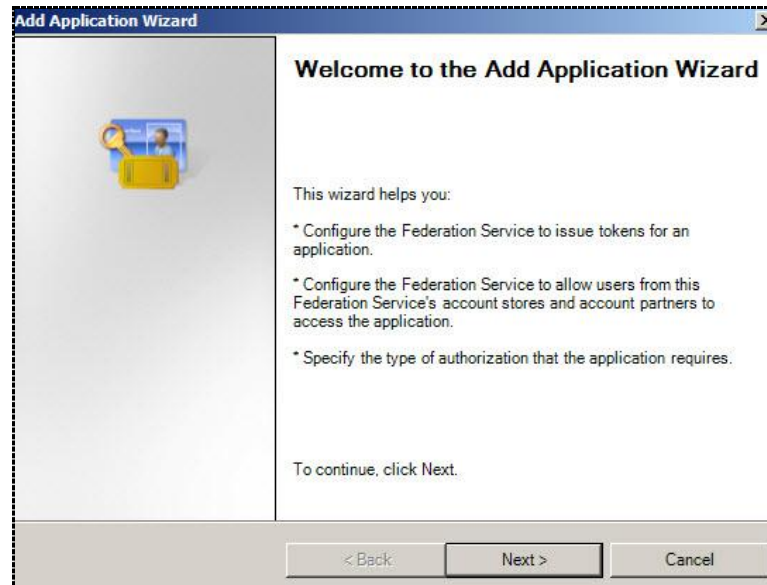 Add Application Wizard
Welcome to the Add Application Wizard
This wizard helps you:
* Configure the Federation Service to issue tokens for an
application.
* Configure the Federation Service to allow users from this
Federation Service's account stores and account partners to
access the application.
* Specify the type of authorization that the application requires.
To continue, click Next.
< Back
Next >
Cancel